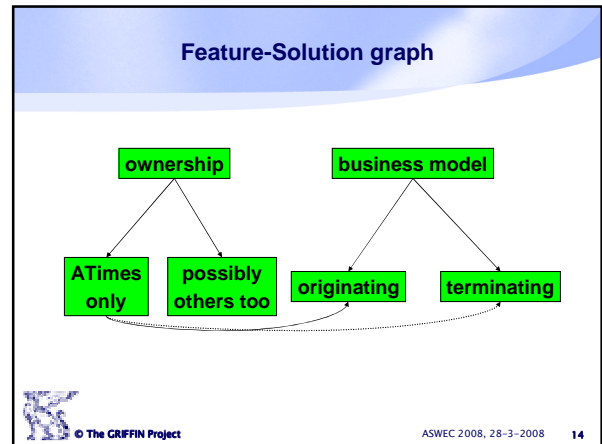 Feature-Solution graph
ownership
business model
ATimes
only
possibly
others too
originating
terminating
© The GRIFFIN Project
ASWEC 2008, 28-3-2008
14